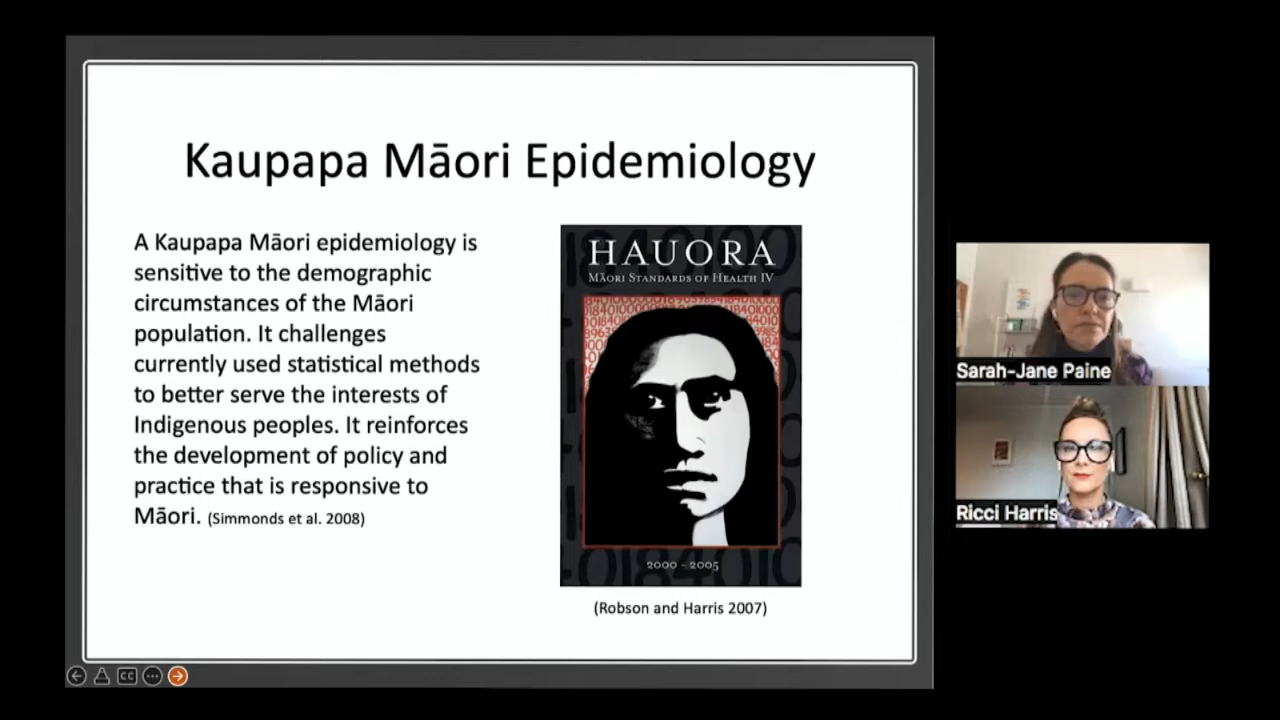 Kaupapa Māori Epidemiology
A Kaupapa Māori epidemiology is
sensitive to the demographic
circumstances of the Māori
population. It challenges
currently used statistical methods
to better serve the interests of
Indigenous peoples. It reinforces
the development of policy and
practice that is responsive to
Māori. (Simmonds et al. 2008)
HAUORA
MĀORI STANDARDS OF HEALTH IV
2000 - 2005
(Robson and Harris 2007)
CC
Sarah-Jane Paine
Ricci Harris